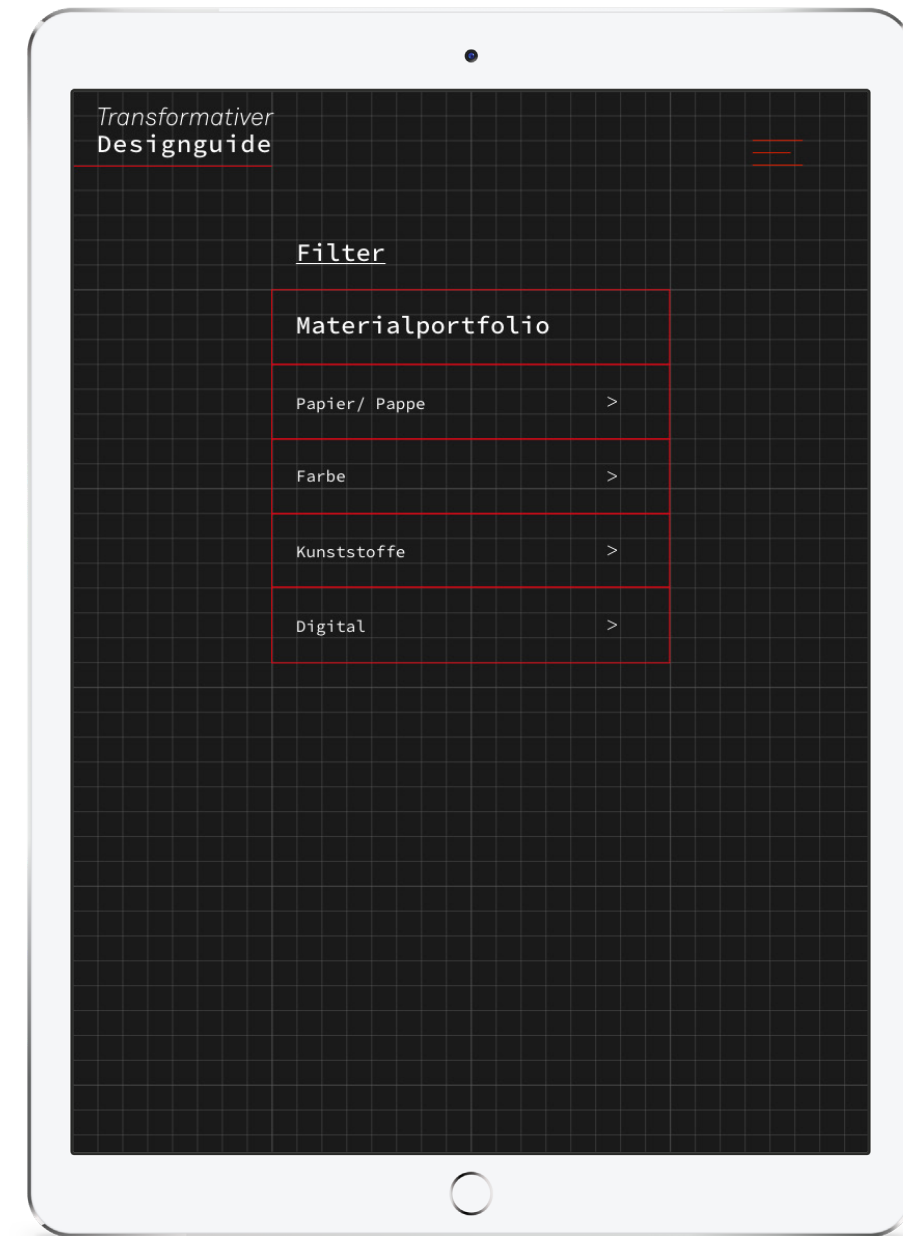 Transformativer
Designguide
Filter
Materialportfolio
Papier/ Pappe >
Farbe >
Kunststoffe >
Digital >